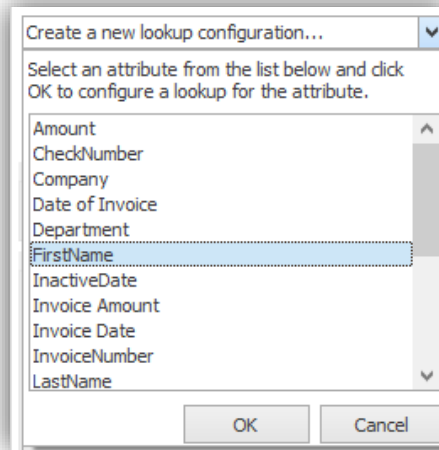 Create a new lookup configuration...
Select an attribute from the list below and click
OK to configure a lookup for the attribute.
Amount
CheckNumber
Company
Date of Invoice
Department
FirstName
InactiveDate
Invoice Amount
Invoice Date
InvoiceNumber
LastName
OK Cancel